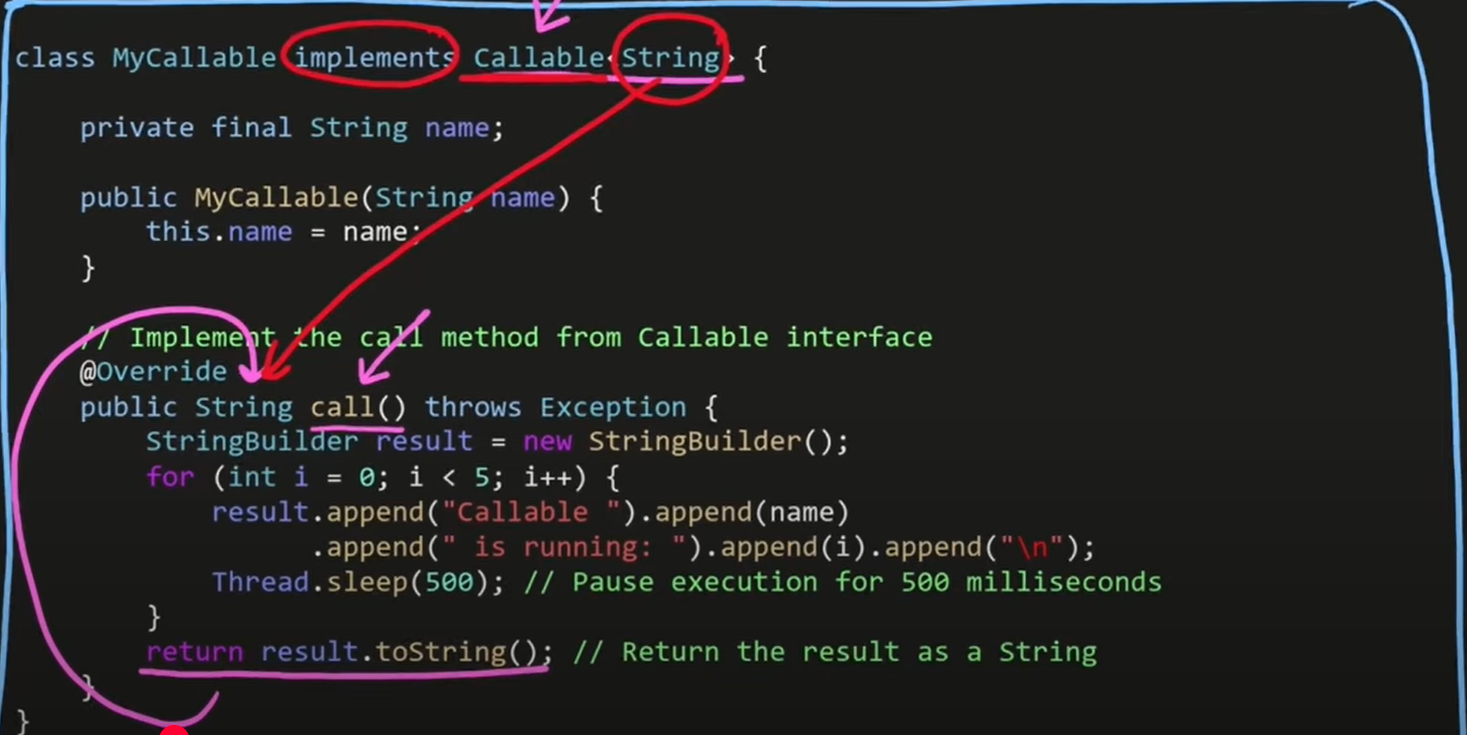 class MyCallable implements Callable<String> {
private final String name;
public MyCallable(String name) {
this.name = name;
}
// Implement the call method from Callable interface
@Override
public String call() throws Exception {
StringBuilder result = new StringBuilder();
for (int i = 0; i < 5; i++) {
result.append("Callable ").append(name)
.append(" is running: ").append(i).append("\n");
Thread.sleep(500); // Pause execution for 500 milliseconds
}
return result.toString(); // Return the result as a String
}
}